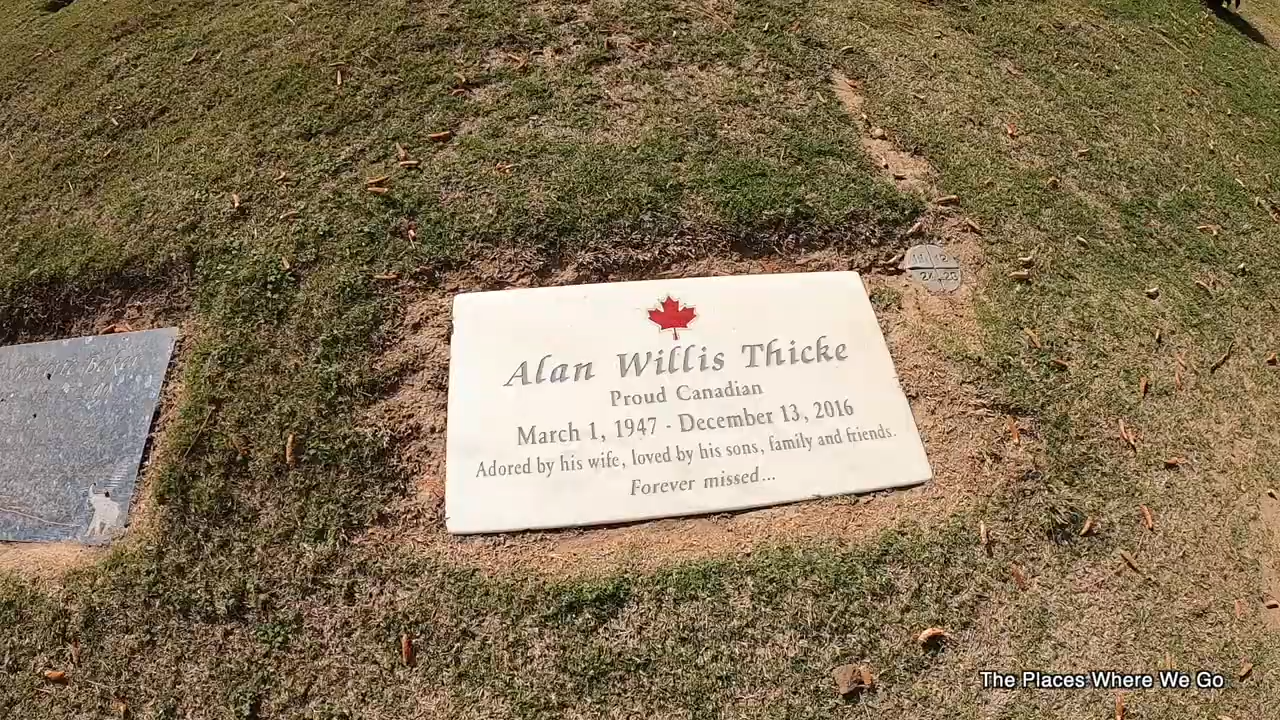 Alan Willis Thicke
Proud Canadian
March 1, 1947 - December 13, 2016
Adored by his wife, loved by his sons, family and friends.
Forever missed...
The Places Where We Go